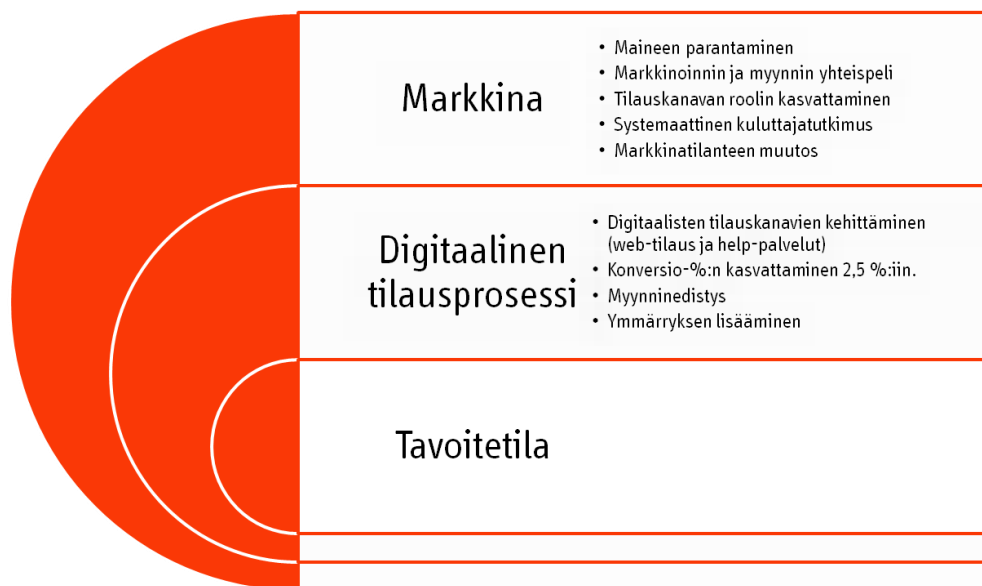 Markkina
• Maineen parantaminen
• Markkinoinnin ja myynnin yhteispeli
• Tilauskanavan roolin kasvattaminen
• Systemaattinen kuluttajatutkimus
• Markkinatilanteen muutos
Digitaalinen
tilausprosessi
• Digitaalisten tilauskanavien kehittäminen
(web-tilaus ja help-palvelut)
• Konversio-%:n kasvattaminen 2,5 %:iin.
• Myynninedistys
• Ymmärryksen lisääminen
Tavoitetila